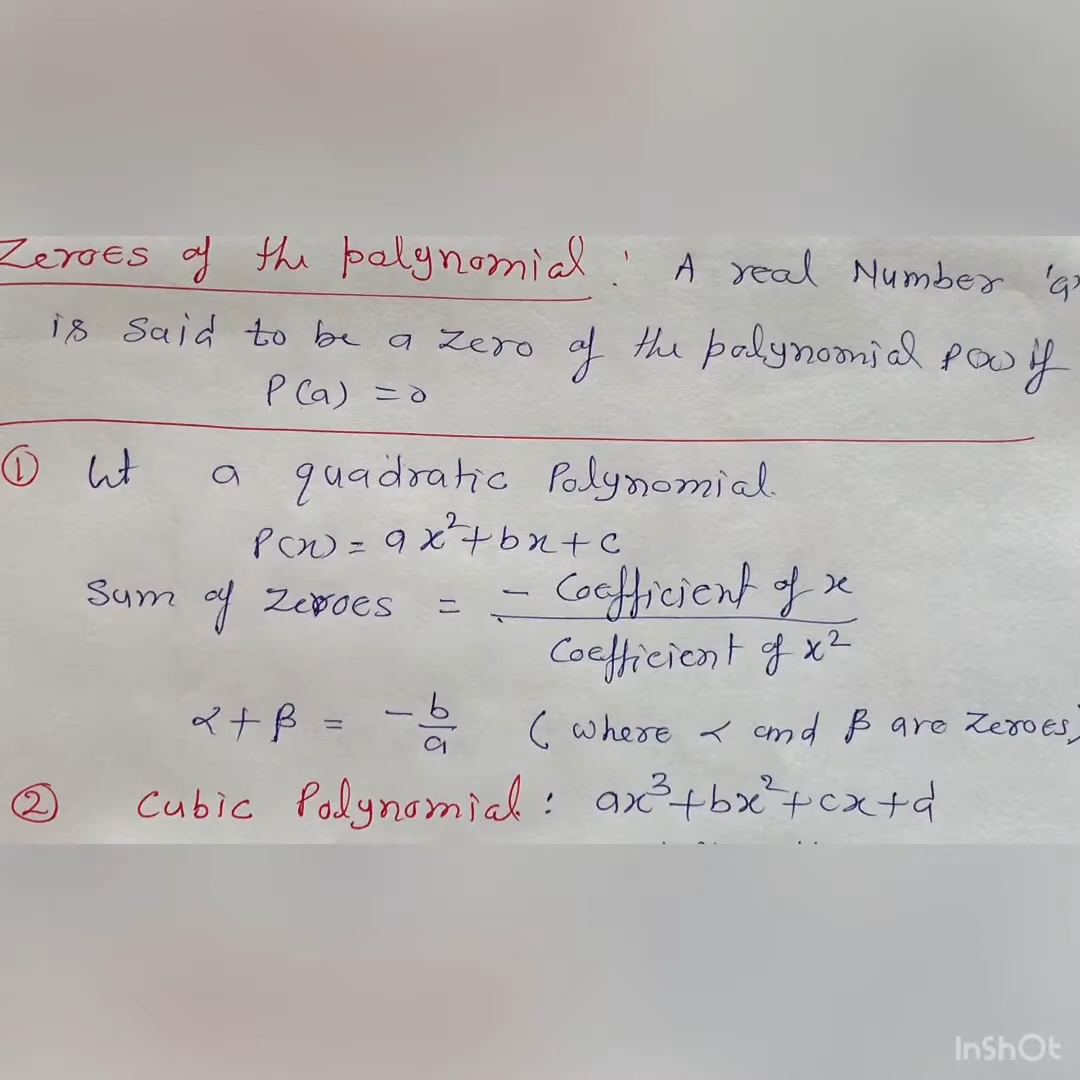 Zeroes of the polynomial : A real Number 'a'
is said to be a zero of the polynomial P(x) if
P(a) = 0
① Let a quadratic Polynomial.
P(x) = ax²+bx+c
Sum of zeroes = - Coefficient of x
Coefficient of x²
α+β = -b/a (where α and β are zeroes)
② Cubic Polynomial : ax³+bx²+cx+d
InShOt